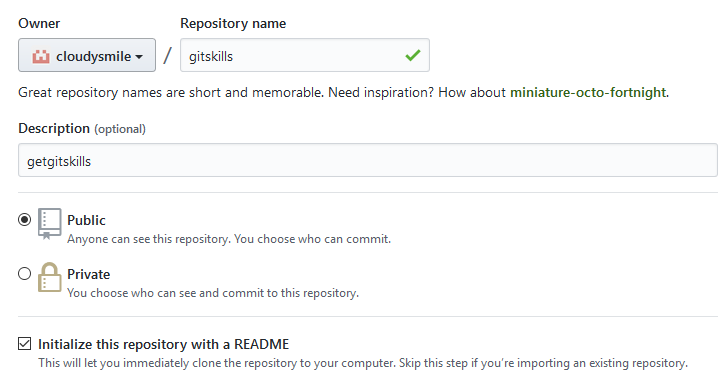 Owner
Repository name
cloudysmile / gitskills
Great repository names are short and memorable. Need inspiration? How about miniature-octo-fortnight.
Description (optional)
getgitskills
Public
Anyone can see this repository. You choose who can commit.
Private
You choose who can see and commit to this repository.
Initialize this repository with a README
This will let you immediately clone the repository to your computer. Skip this step if you're importing an existing repository.